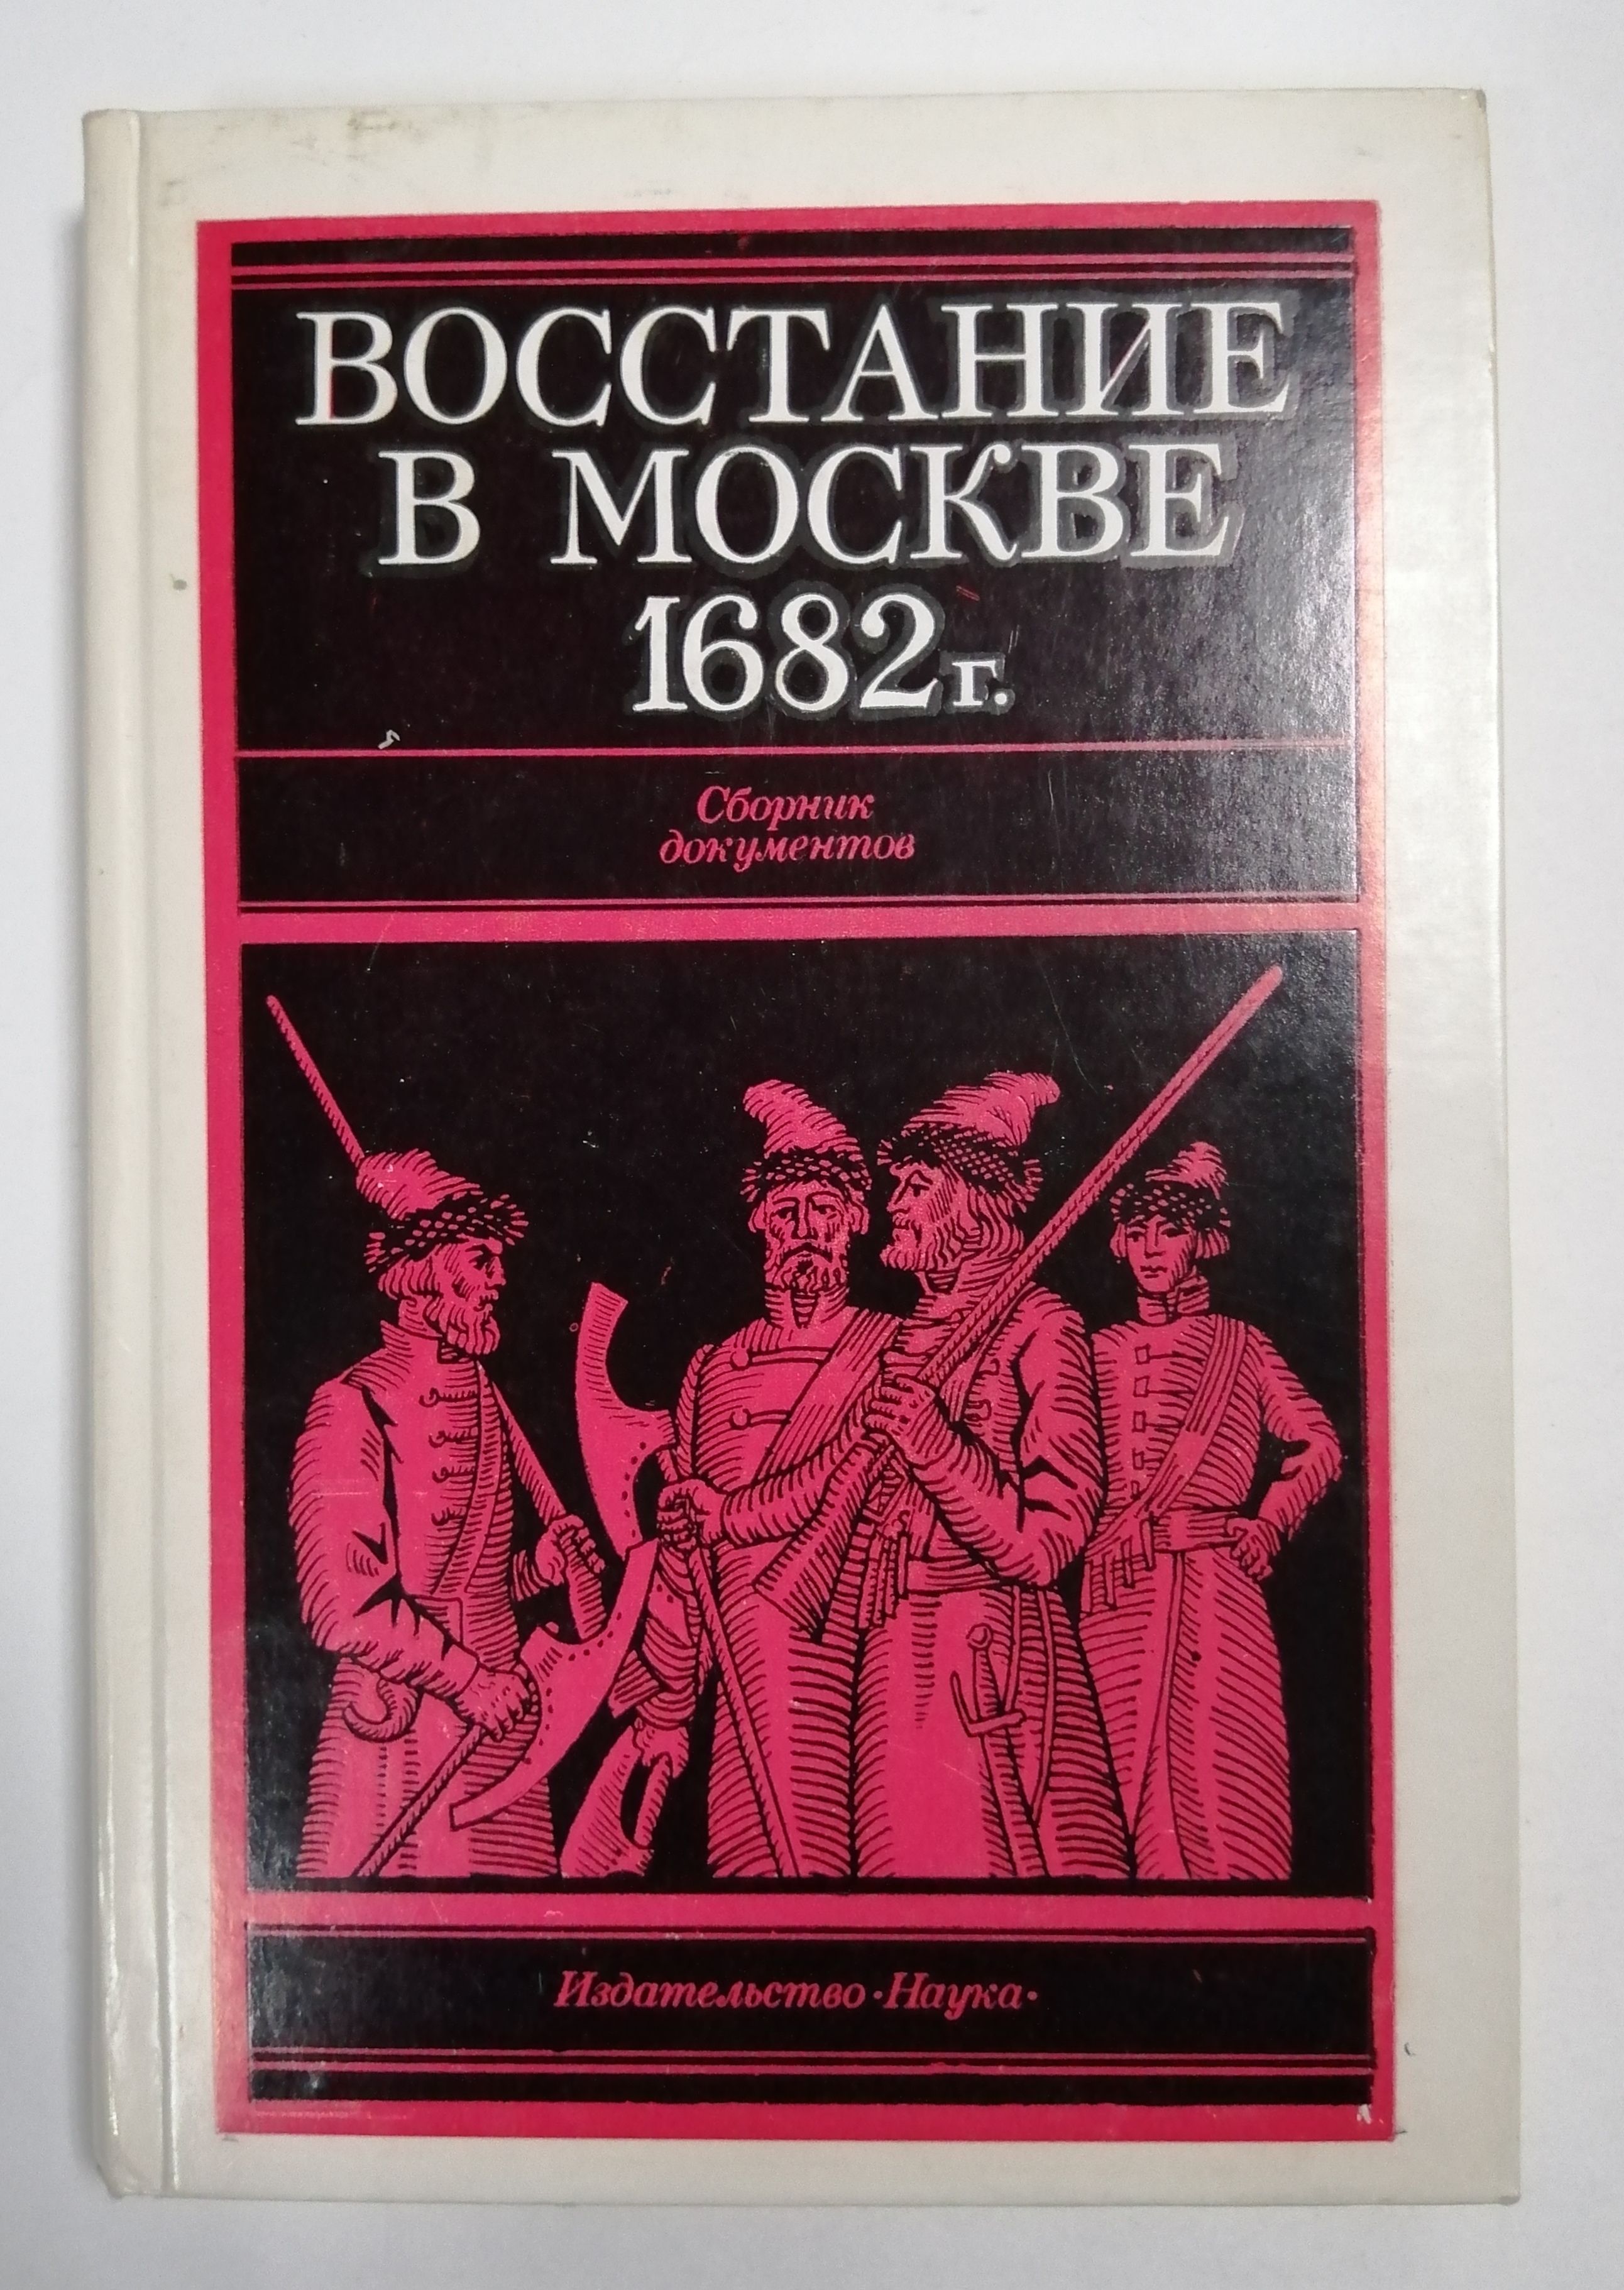 ВОССТАНИЕ
В МОСКВЕ
1682 г.
Сборник
документов
Издательство •Наука•